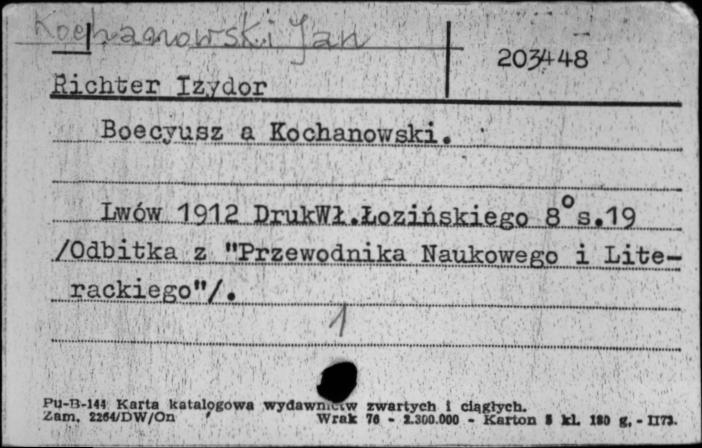 Kochanowski Jan
203448
Richter Izydor
Boecyusz a Kochanowski.
Lwów 1912 DrukWł.Łozińskiego 8° s.19
/Odbitka z "Przewodnika Naukowego i Lite-
rackiego"/.
1
Pu-B-144 Karta katalogowa wydawnictw zwartych i ciągłych.
Zam. 2264/DW/On Wrak 76 - 2.300.000 - Karton 5 kl. 180 g. - II73.